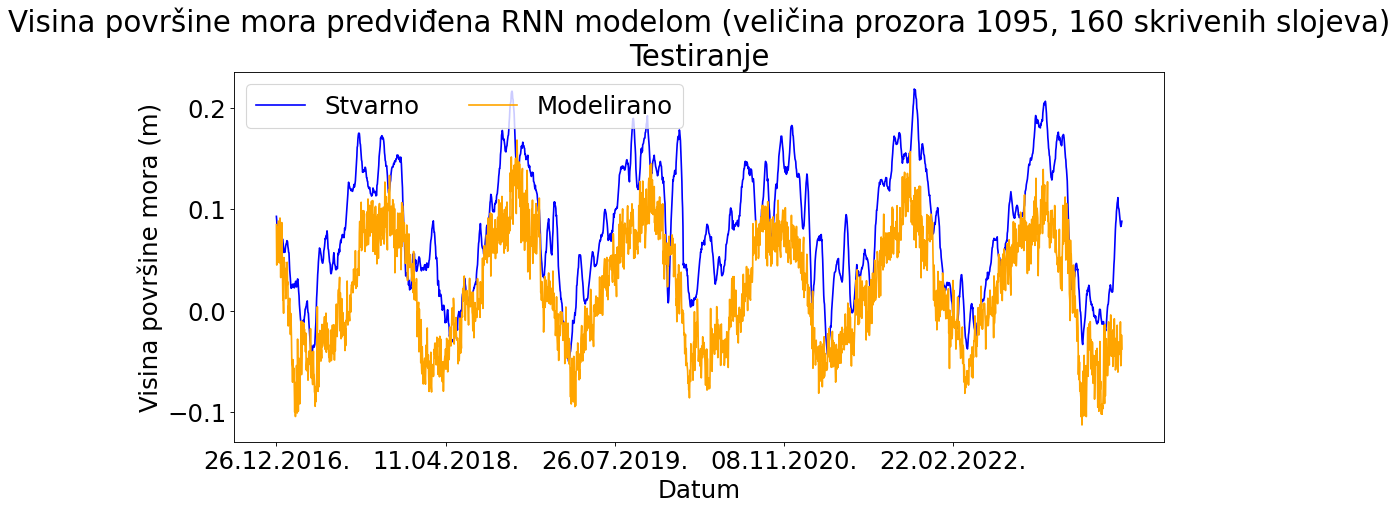 Visina površine mora predviđena RNN modelom (veličina prozora 1095, 160 skrivenih slojeva)
Testiranje
Stvarno Modelirano
Visina površine mora (m)
0.2
0.1
0.0
−0.1
26.12.2016. 11.04.2018. 26.07.2019. 08.11.2020. 22.02.2022.
Datum